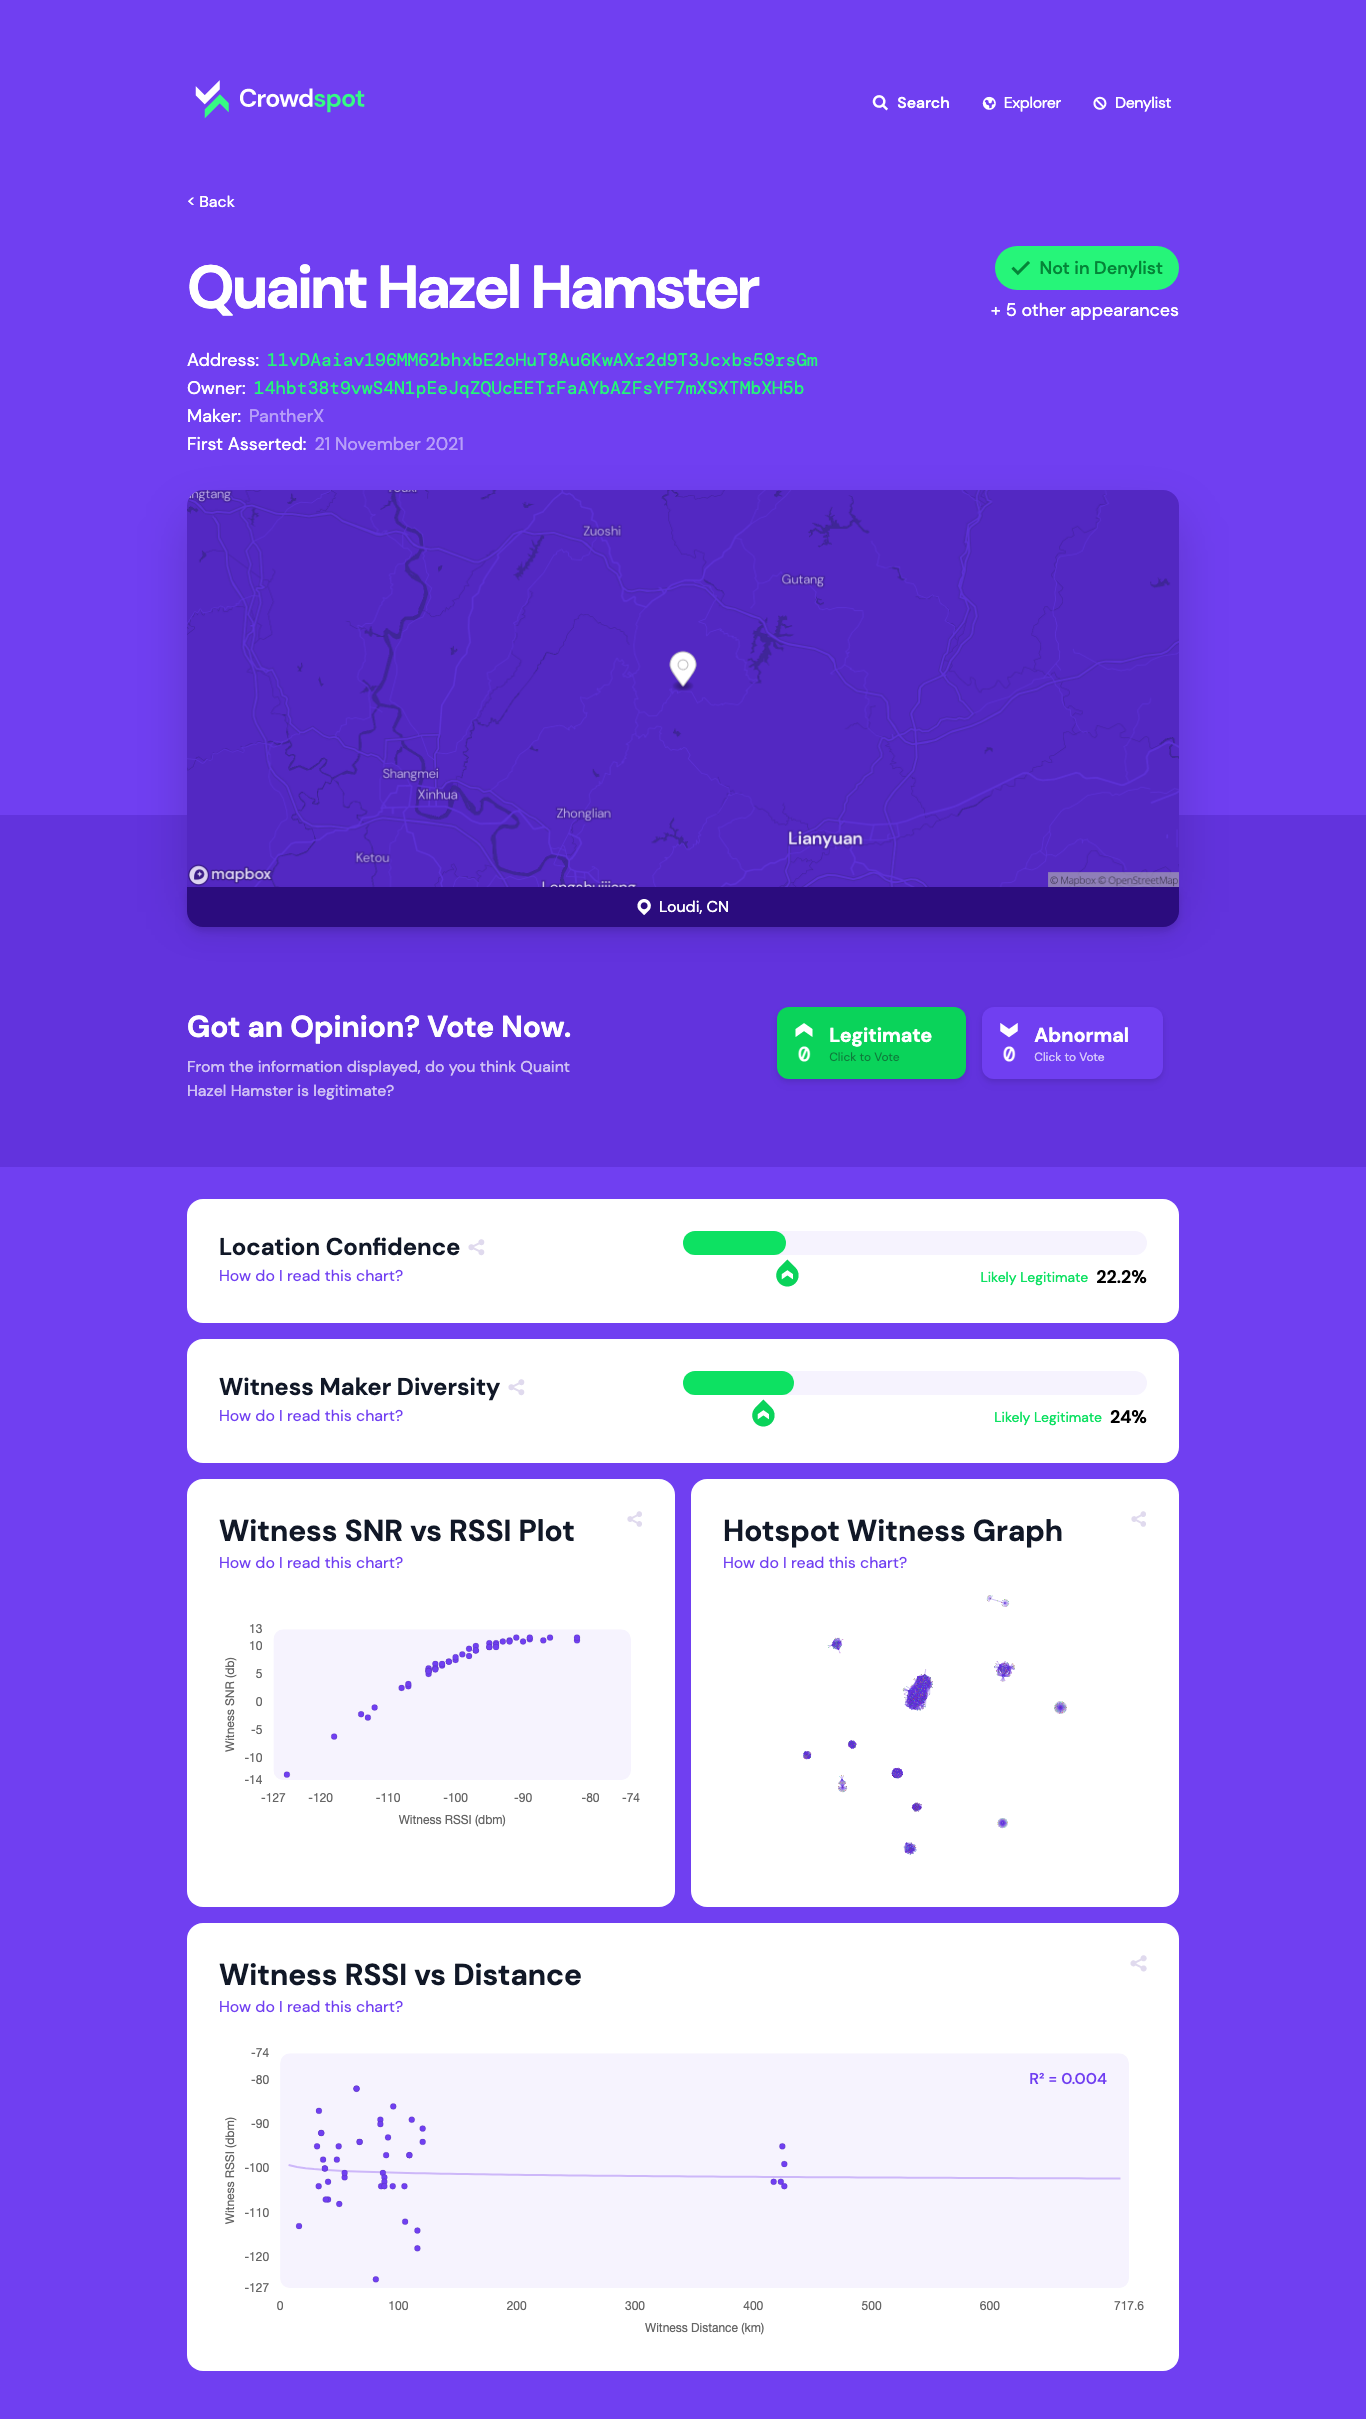 Crowdspot
Search
Explorer
Denylist
< Back
Quaint Hazel Hamster
Not in Denylist
+ 5 other appearances
Address: 11vDAaiav196MM62bhxbE2oHuT8Au6KwAXr2d9T3Jcxbs59rsGm
Owner: 14hbt38t9vwS4N1pEeJqZQUcEETrFaAYbAZFsYF7mXSXTMbXH5b
Maker: PantherX
First Asserted: 21 November 2021
Zuoshi
Gutang
Shangmei
Xinhua
Zhonglian
Lianyuan
Ketou
mapbox
© Mapbox © OpenStreetMap
Loudi, CN
Got an Opinion? Vote Now.
From the information displayed, do you think Quaint
Hazel Hamster is legitimate?
Legitimate
0 Click to Vote
Abnormal
0 Click to Vote
Location Confidence
How do I read this chart?
Likely Legitimate 22.2%
Witness Maker Diversity
How do I read this chart?
Likely Legitimate 24%
Witness SNR vs RSSI Plot
How do I read this chart?
Witness SNR (db)
13
10
5
0
-5
-10
-14
-127 -120 -110 -100 -90 -80 -74
Witness RSSI (dbm)
Hotspot Witness Graph
How do I read this chart?
Witness RSSI vs Distance
How do I read this chart?
R² = 0.004
Witness RSSI (dbm)
-74
-80
-90
-100
-110
-120
-127
0 100 200 300 400 500 600 717.6
Witness Distance (km)